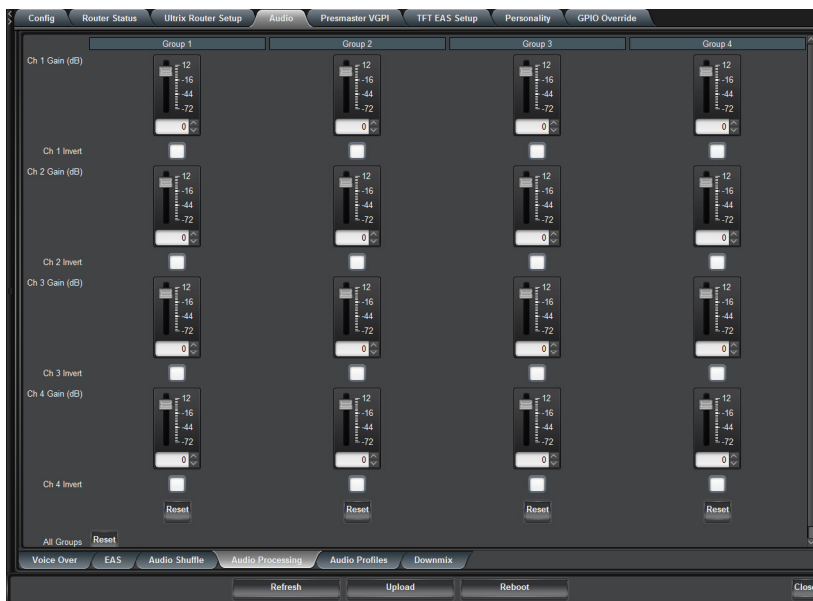 Config Router Status Ultrix Router Setup Audio Presmaster VGPI TFT EAS Setup Personality GPIO Override
Group 1 Group 2 Group 3 Group 4
Ch 1 Gain (dB)
12 12 12 12
-16 -16 -16 -16
-44 -44 -44 -44
-72 -72 -72 -72
0 0 0 0
Ch 1 Invert
Ch 2 Gain (dB)
12 12 12 12
-16 -16 -16 -16
-44 -44 -44 -44
-72 -72 -72 -72
0 0 0 0
Ch 2 Invert
Ch 3 Gain (dB)
12 12 12 12
-16 -16 -16 -16
-44 -44 -44 -44
-72 -72 -72 -72
0 0 0 0
Ch 3 Invert
Ch 4 Gain (dB)
12 12 12 12
-16 -16 -16 -16
-44 -44 -44 -44
-72 -72 -72 -72
0 0 0 0
Ch 4 Invert
Reset Reset Reset Reset
All Groups Reset
Voice Over EAS Audio Shuffle Audio Processing Audio Profiles Downmix
Refresh Upload Reboot Close